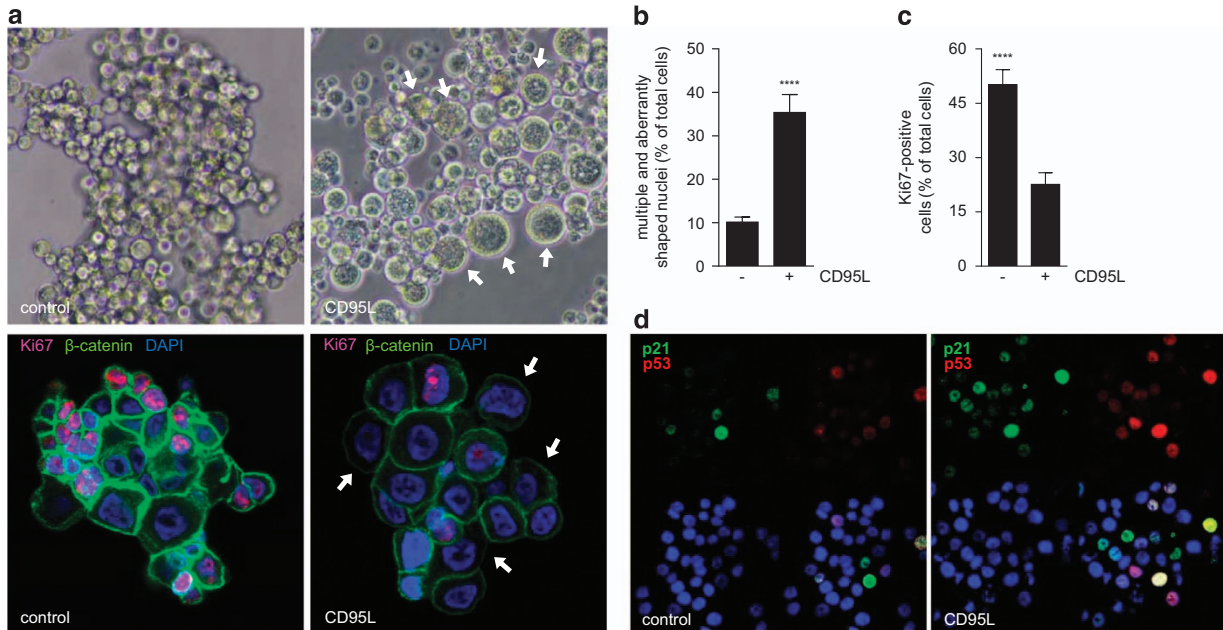 a
control
CD95L
Ki67 β-catenin DAPI
control
Ki67 β-catenin DAPI
CD95L
b
multiple and aberrantly
shaped nuclei (% of total cells)
50
40
30
20
10
0
****
- + CD95L
c
Ki67-positive
cells (% of total cells)
60
45
30
15
0
****
- + CD95L
d
p21
p53
control
p21
p53
CD95L